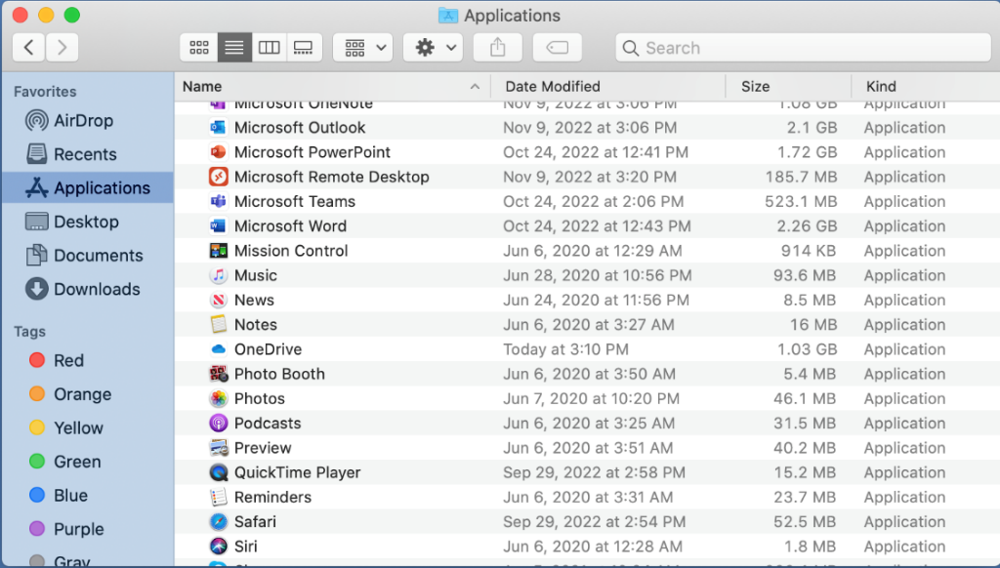 Applications
Search
Favorites
AirDrop
Recents
Applications
Desktop
Documents
Downloads
Tags
Red
Orange
Yellow
Green
Blue
Purple
Gray
Name Date Modified Size Kind
Microsoft OneNote Nov 9, 2022 at 3:06 PM 1.08 GB Application
Microsoft Outlook Nov 9, 2022 at 3:06 PM 2.1 GB Application
Microsoft PowerPoint Oct 24, 2022 at 12:41 PM 1.72 GB Application
Microsoft Remote Desktop Nov 9, 2022 at 3:20 PM 185.7 MB Application
Microsoft Teams Oct 24, 2022 at 2:06 PM 523.1 MB Application
Microsoft Word Oct 24, 2022 at 12:43 PM 2.26 GB Application
Mission Control Jun 6, 2020 at 12:29 AM 914 KB Application
Music Jun 28, 2020 at 10:56 PM 93.6 MB Application
News Jun 24, 2020 at 11:56 PM 8.5 MB Application
Notes Jun 6, 2020 at 3:27 AM 16 MB Application
OneDrive Today at 3:10 PM 1.03 GB Application
Photo Booth Jun 6, 2020 at 3:50 AM 5.4 MB Application
Photos Jun 7, 2020 at 10:20 PM 46.1 MB Application
Podcasts Jun 6, 2020 at 3:25 AM 31.5 MB Application
Preview Jun 6, 2020 at 3:51 AM 40.2 MB Application
QuickTime Player Sep 29, 2022 at 2:58 PM 15.2 MB Application
Reminders Jun 6, 2020 at 3:31 AM 23.7 MB Application
Safari Sep 29, 2022 at 2:54 PM 52.5 MB Application
Siri Jun 6, 2020 at 12:28 AM 1.8 MB Application